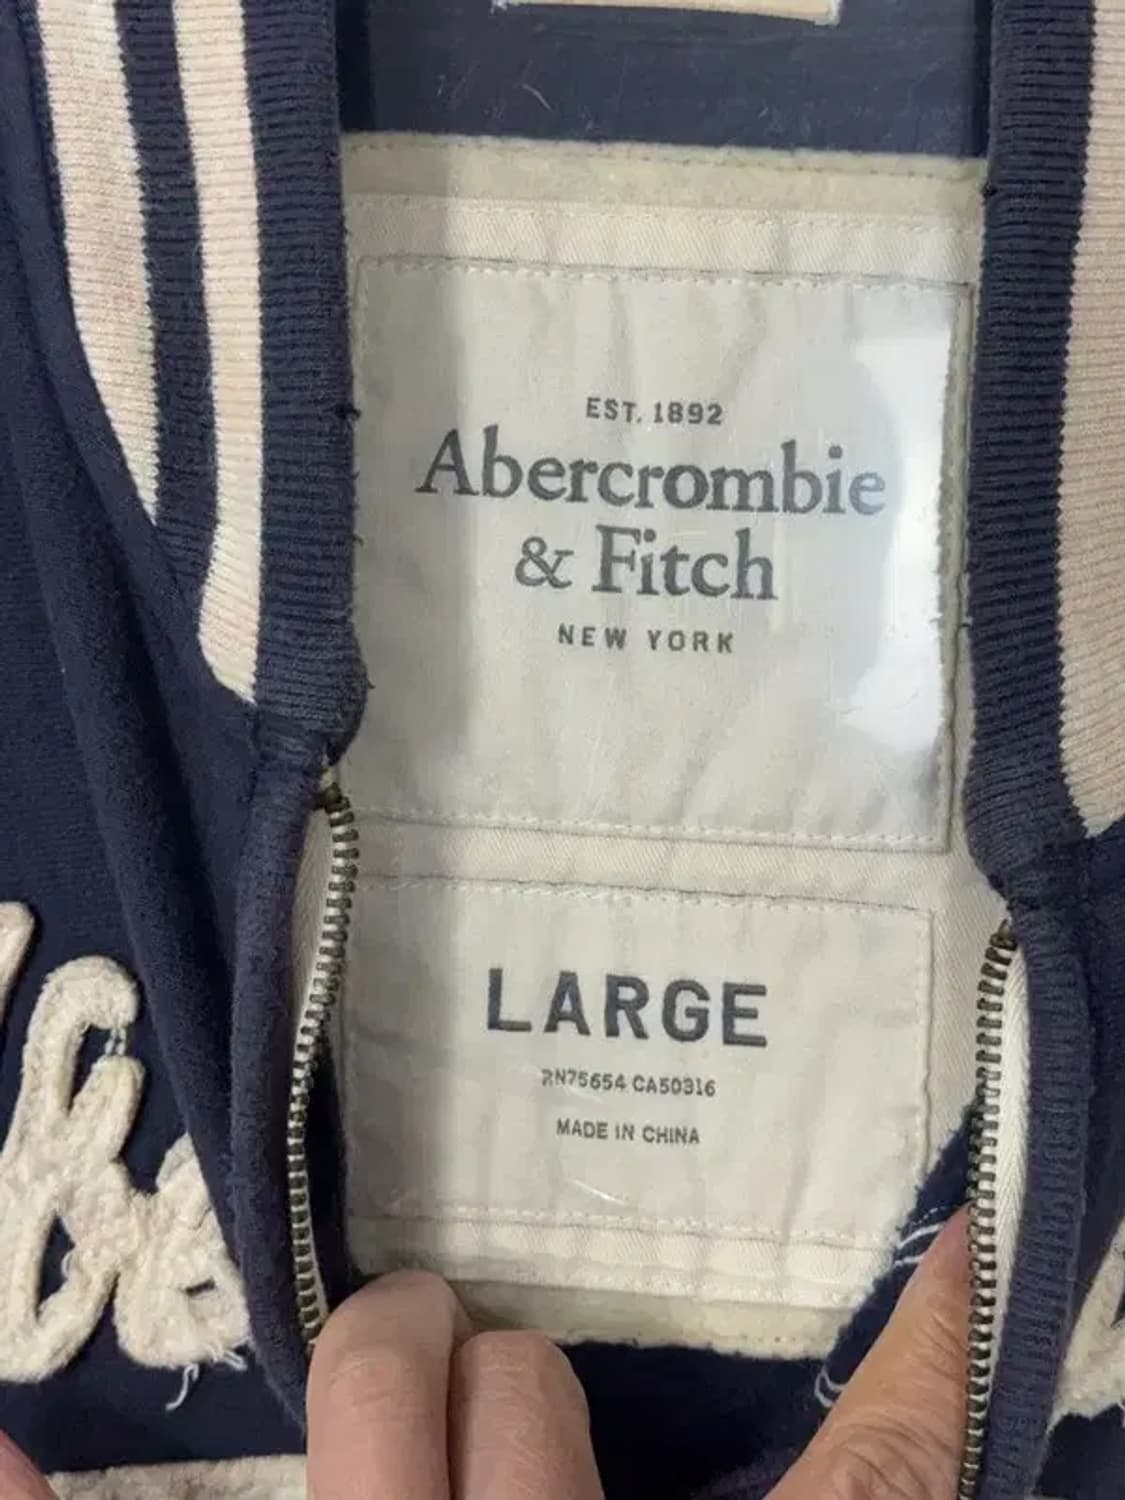 EST. 1892
Abercrombie
& Fitch
NEW YORK
LARGE
RN75654 CA50316
MADE IN CHINA